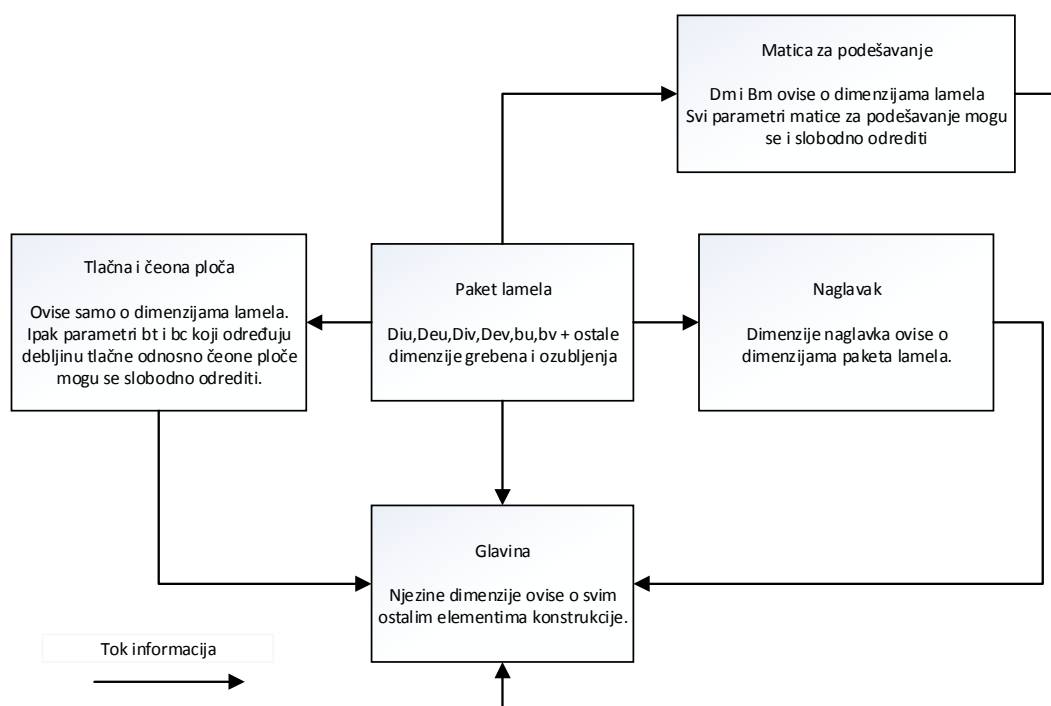 Matica za podešavanje
Dm i Bm ovise o dimenzijama lamela
Svi parametri matice za podešavanje mogu
se i slobodno odrediti
Tlačna i čeona ploča
Ovise samo o dimenzijama lamela.
Ipak parametri bt i bc koji određuju
debljinu tlačne odnosno čeone ploče
mogu se slobodno odrediti.
Paket lamela
Diu,Deu,Div,Dev,bu,bv + ostale
dimenzije grebena i ozubljenja
Naglavak
Dimenzije naglavka ovise o
dimenzijama paketa lamela.
Glavina
Njezine dimenzije ovise o svim
ostalim elementima konstrukcije.
Tok informacija